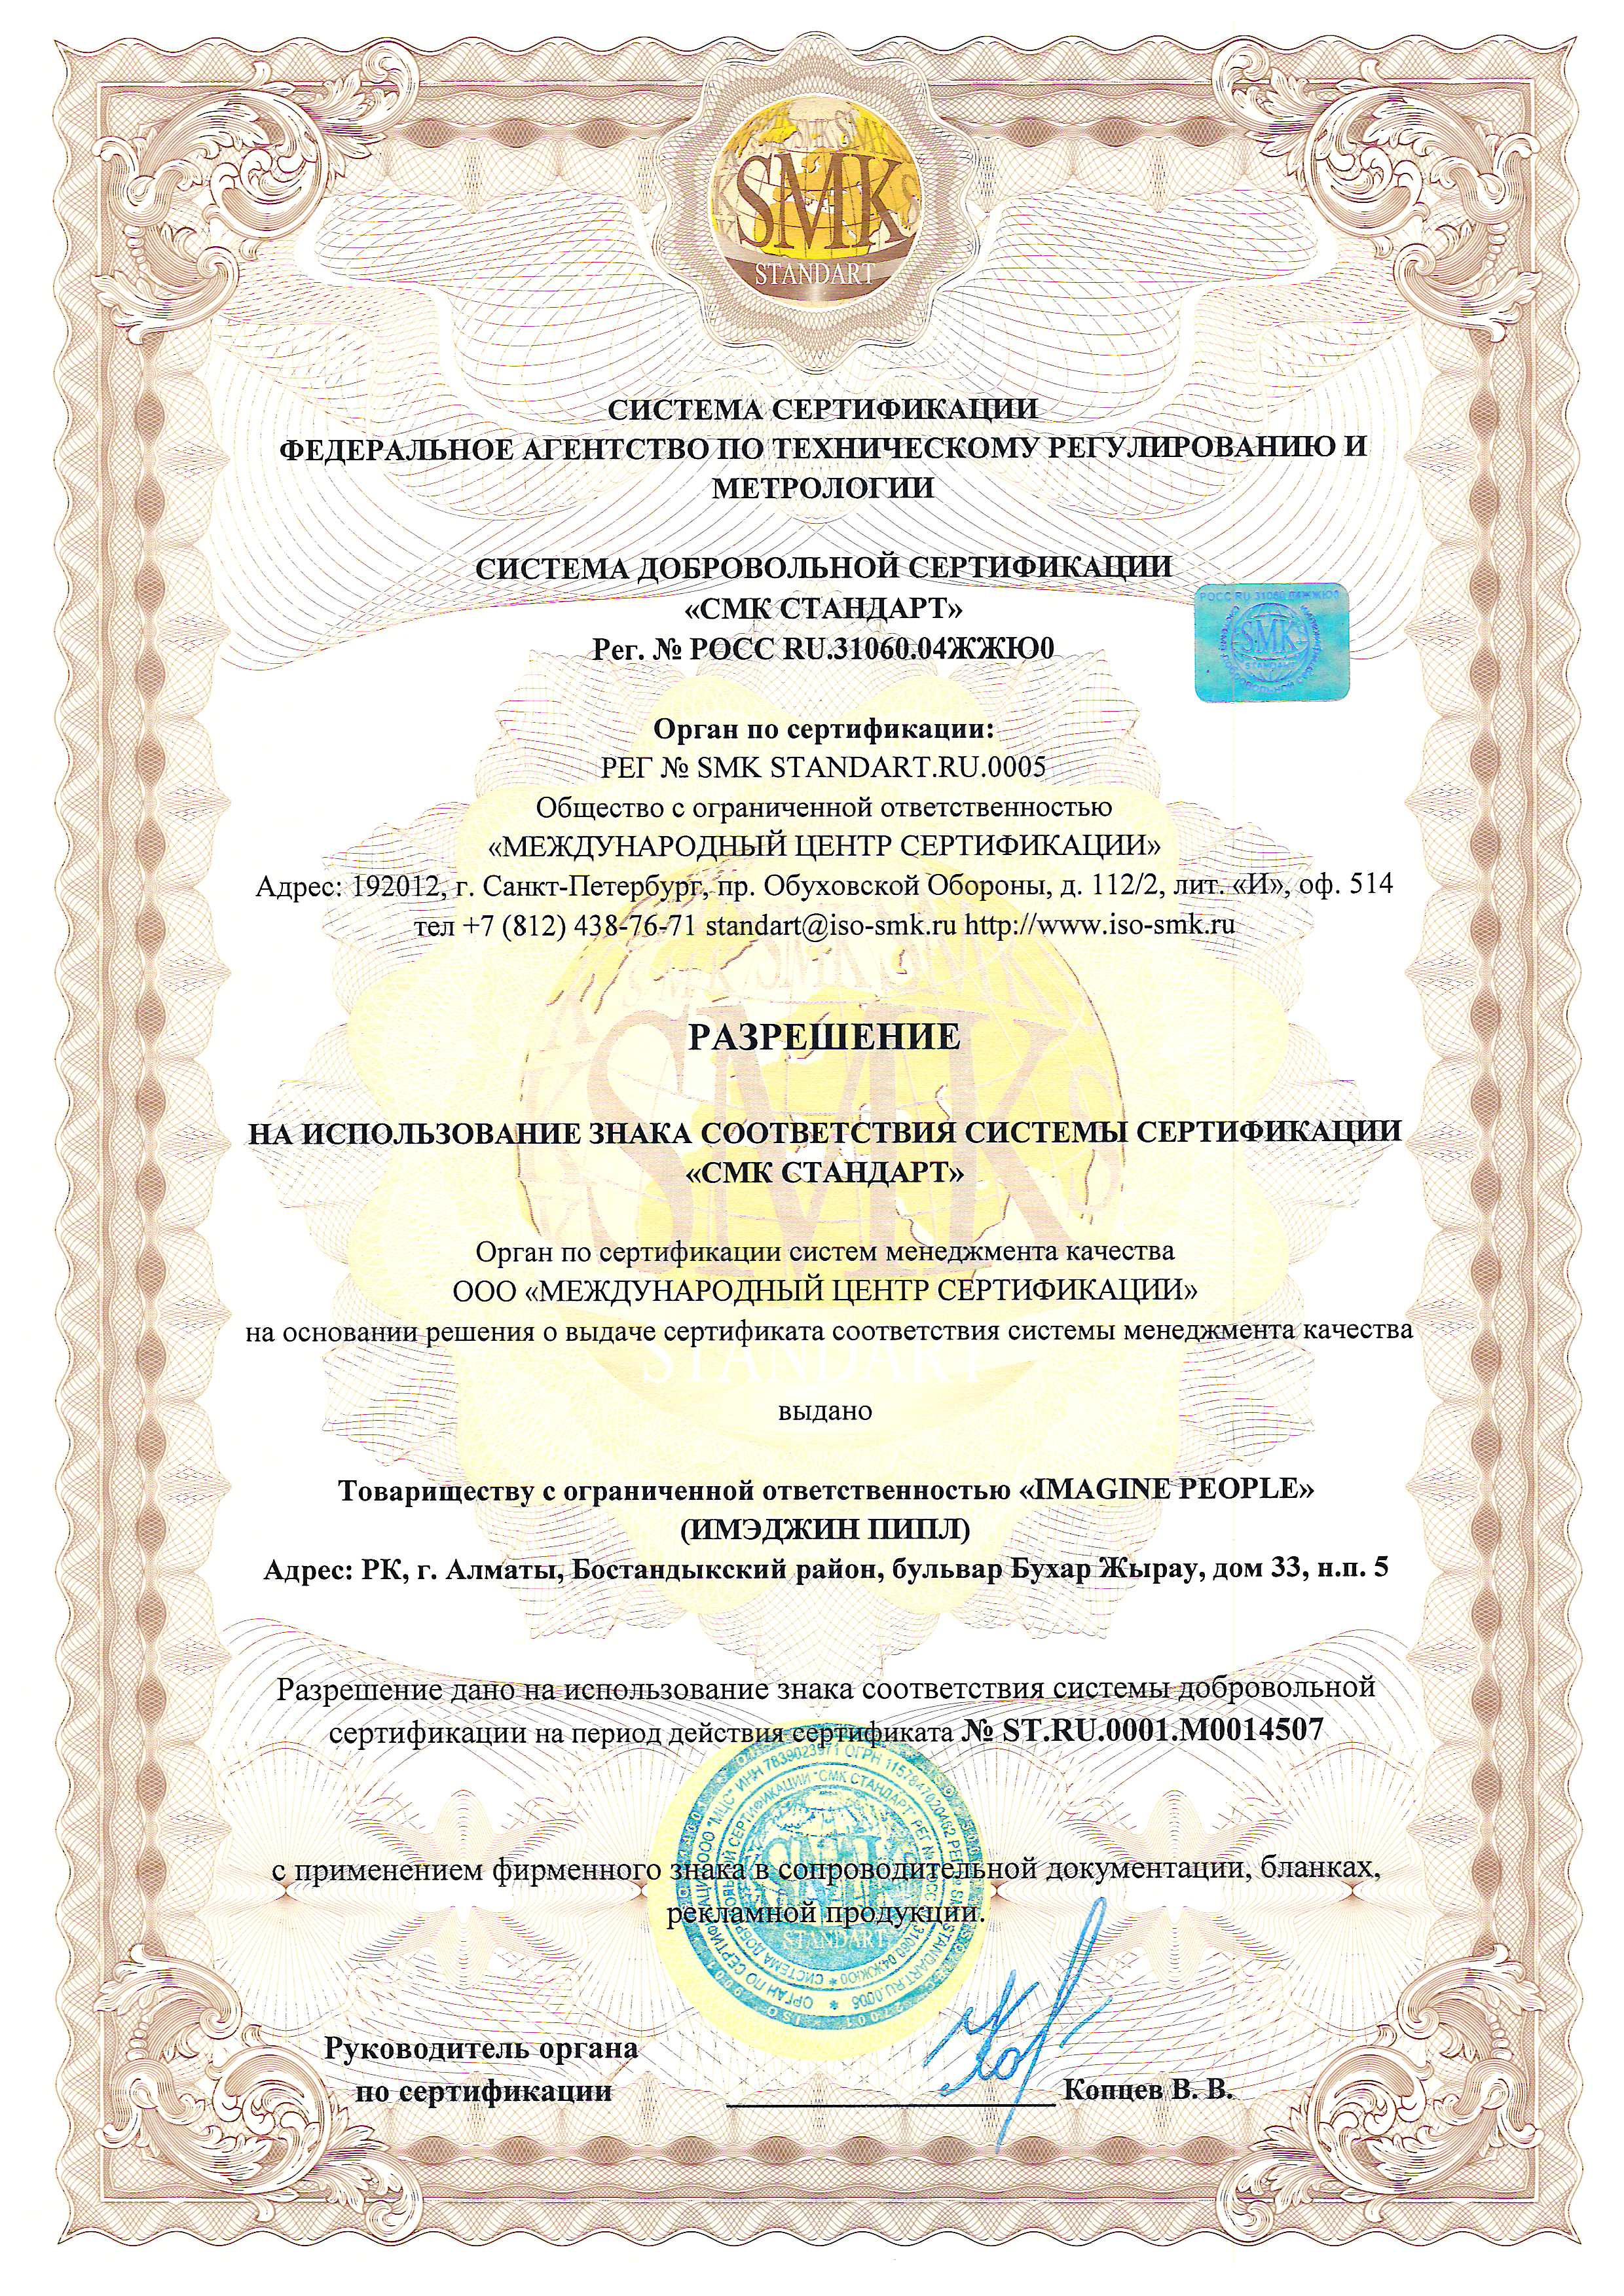 SMK
STANDART
СИСТЕМА СЕРТИФИКАЦИИ
ФЕДЕРАЛЬНОЕ АГЕНТСТВО ПО ТЕХНИЧЕСКОМУ РЕГУЛИРОВАНИЮ И
МЕТРОЛОГИИ
СИСТЕМА ДОБРОВОЛЬНОЙ СЕРТИФИКАЦИИ
«СМК СТАНДАРТ»
Рег. № РОСС RU.31060.04ЖЖЮ0
РОСС RU 31060.04ЖЖЮ0
SMK
STANDART
Орган по сертификации:
РЕГ № SMK STANDART.RU.0005
Общество с ограниченной ответственностью
«МЕЖДУНАРОДНЫЙ ЦЕНТР СЕРТИФИКАЦИИ»
Адрес: 192012, г. Санкт-Петербург, пр. Обуховской Обороны, д. 112/2, лит. «И», оф. 514
тел +7 (812) 438-76-71 standart@iso-smk.ru http://www.iso-smk.ru
РАЗРЕШЕНИЕ
НА ИСПОЛЬЗОВАНИЕ ЗНАКА СООТВЕТСТВИЯ СИСТЕМЫ СЕРТИФИКАЦИИ
«СМК СТАНДАРТ»
Орган по сертификации систем менеджмента качества
ООО «МЕЖДУНАРОДНЫЙ ЦЕНТР СЕРТИФИКАЦИИ»
на основании решения о выдаче сертификата соответствия системы менеджмента качества
STANDART
выдано
Товариществу с ограниченной ответственностью «IMAGINE PEOPLE»
(ИМЭДЖИН ПИПЛ)
Адрес: РК, г. Алматы, Бостандыкский район, бульвар Бухар Жырау, дом 33, н.п. 5
Разрешение дано на использование знака соответствия системы добровольной
сертификации на период действия сертификата № ST.RU.0001.M0014507
с применением фирменного знака в сопроводительной документации, бланках,
рекламной продукции.
STANDART
Руководитель органа
по сертификации
Копцев В. В.